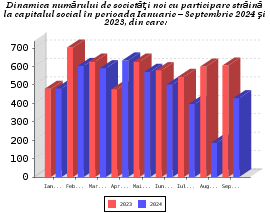 Dinamica numărului de societăţi noi cu participare străină
la capitalul social în perioada Ianuarie – Septembrie 2024 şi
2023, din care:
700
600
500
400
300
200
100
0
Ian... Feb... Mar... Apr... Mai... Iun... Iul... Aug... Sep...
2023 2024